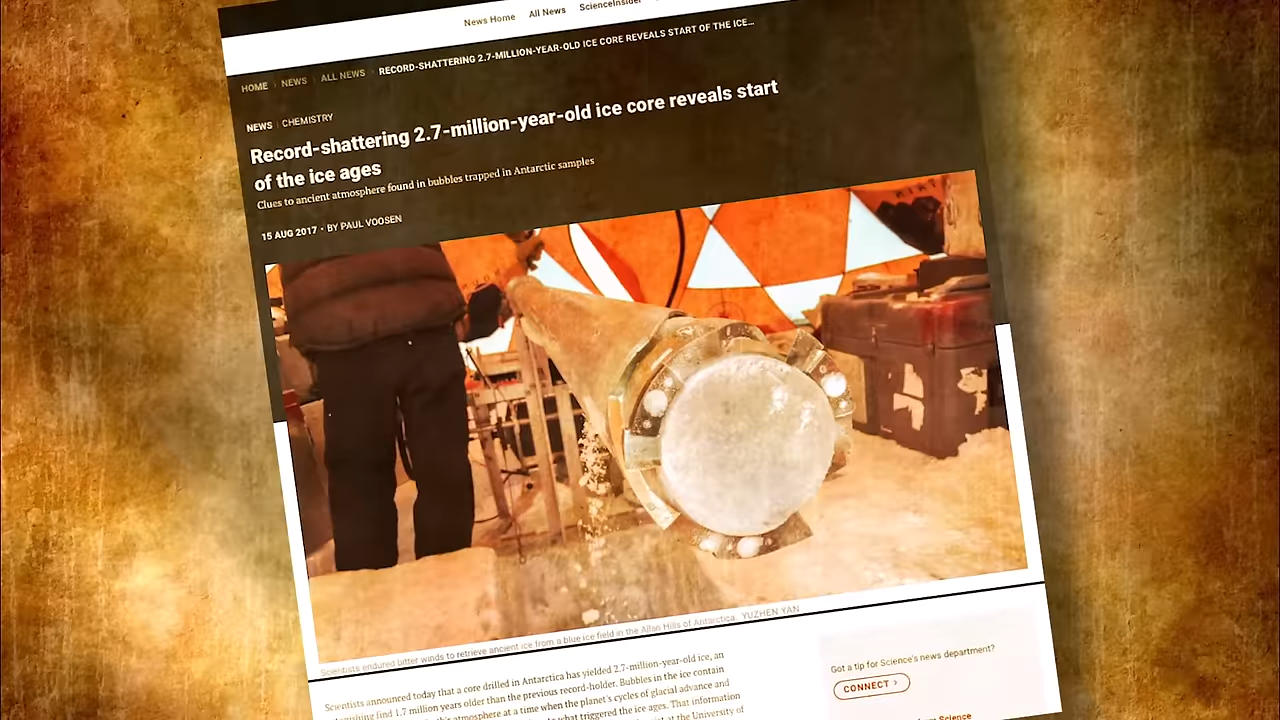 News Home All News ScienceInsider
HOME › NEWS › ALL NEWS › RECORD-SHATTERING 2.7-MILLION-YEAR-OLD ICE CORE REVEALS START OF THE ICE…
NEWS | CHEMISTRY
Record-shattering 2.7-million-year-old ice core reveals start
of the ice ages
Clues to ancient atmosphere found in bubbles trapped in Antarctic samples
15 AUG 2017 • BY PAUL VOOSEN
Scientists endured bitter winds to retrieve ancient ice from a blue ice field in the Allan Hills of Antarctica. YUZHEN YAN
Scientists announced today that a core drilled in Antarctica has yielded 2.7-million-year-old ice, an
find 1.7 million years older than the previous record-holder. Bubbles in the ice contain
atmosphere at a time when the planet's cycles of glacial advance and
what triggered the ice ages. That information
at the University of
Got a tip for Science's news department?
CONNECT ›
Science